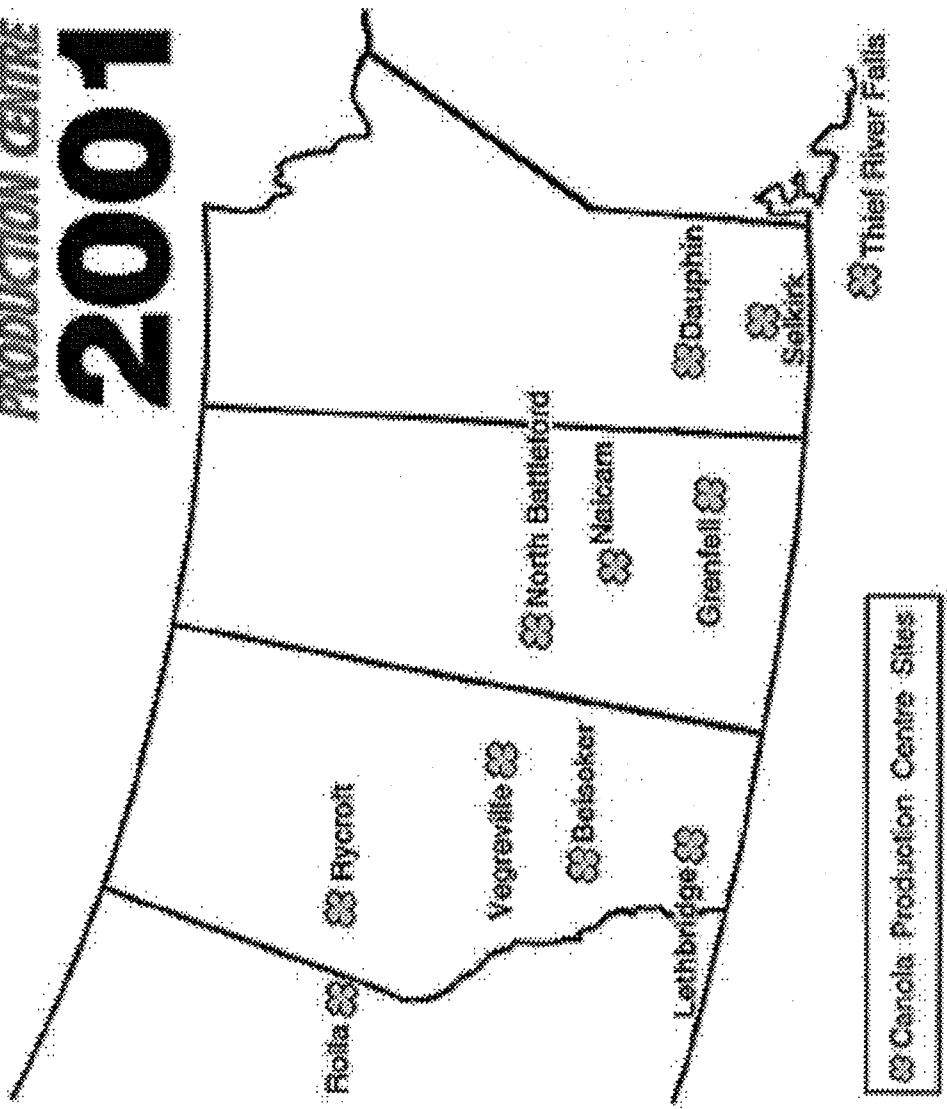 PRODUCTION CENTRE
2001
Rolla
Rycroft
Vegreville
Beiseker
Lethbridge
North Battleford
Naicam
Grenfell
Dauphin
Selkirk
Thief River Falls
Canola Production Centre Sites